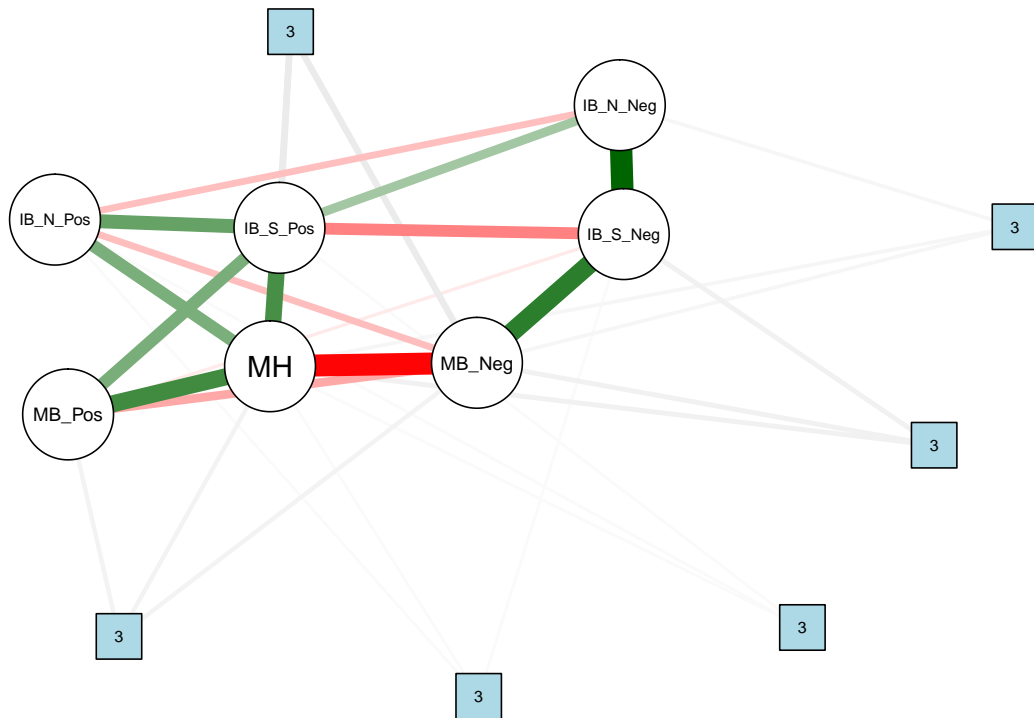 3
IB_N_Neg
IB_N_Pos
IB_S_Pos
IB_S_Neg
3
MH
MB_Neg
MB_Pos
3
3
3
3